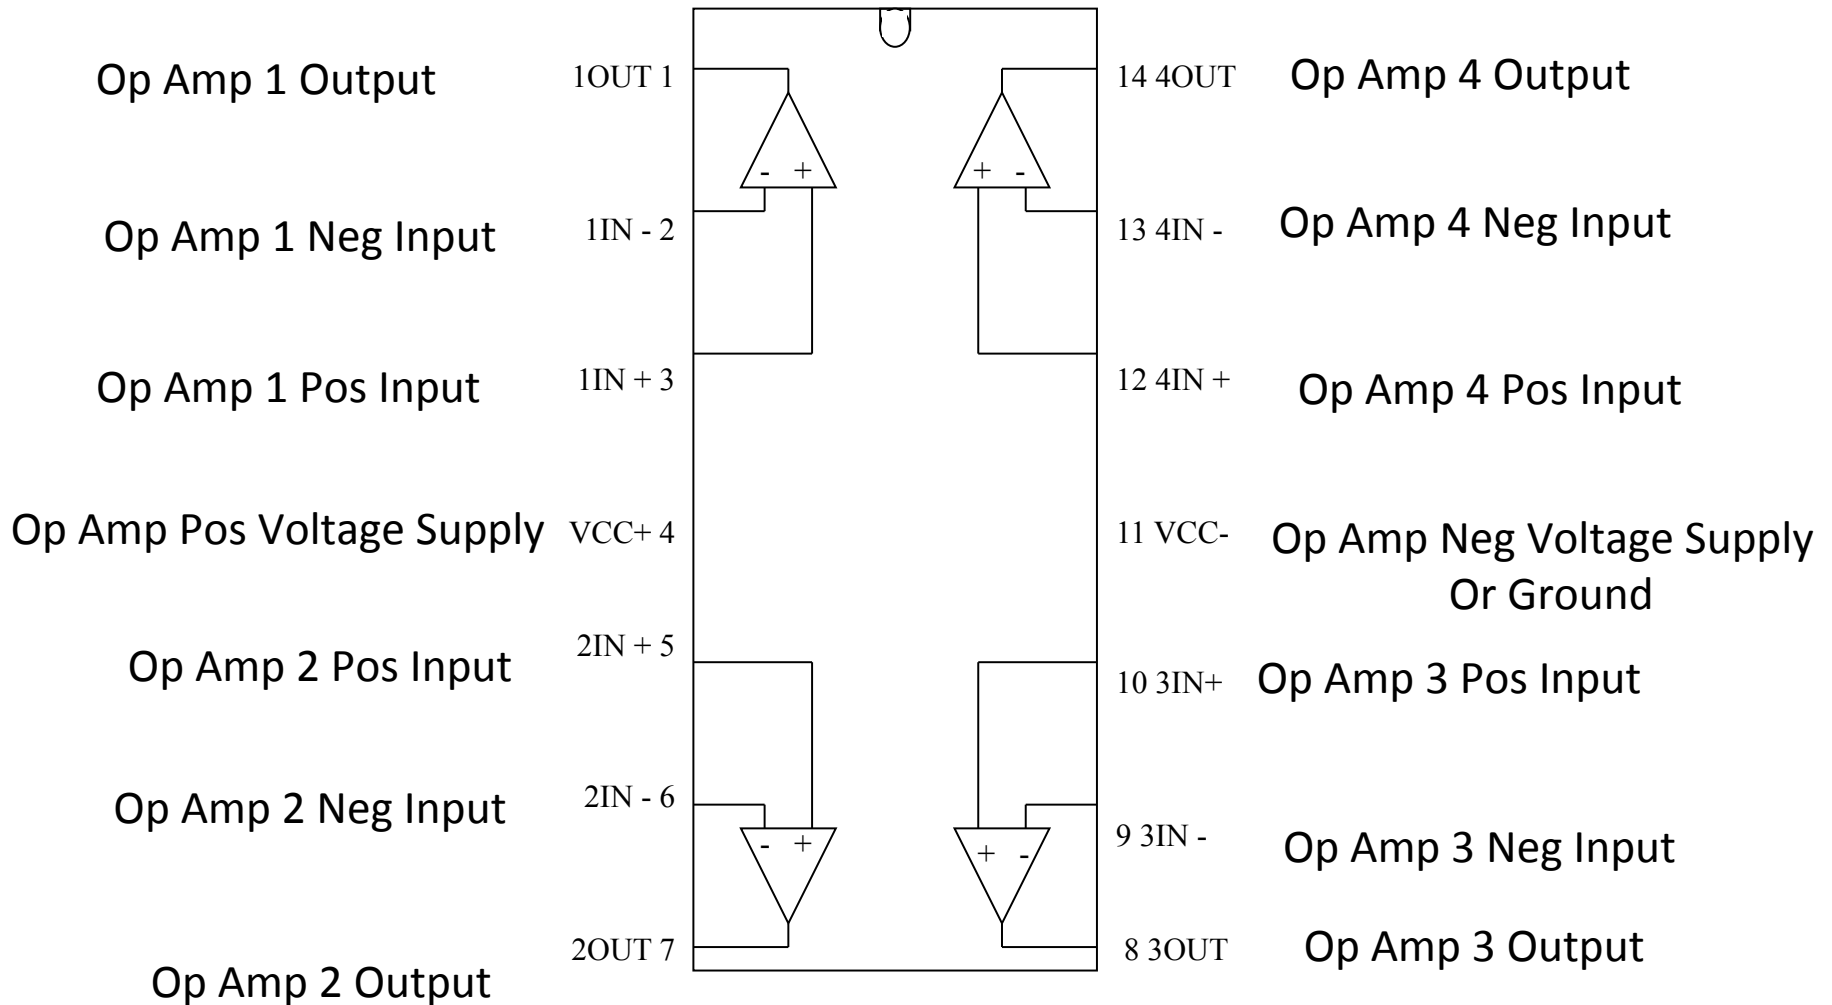 Op Amp 1 Output 1OUT 1 14 4OUT Op Amp 4 Output
- + + -
Op Amp 1 Neg Input 1IN - 2 13 4IN - Op Amp 4 Neg Input
Op Amp 1 Pos Input 1IN + 3 12 4IN + Op Amp 4 Pos Input
Op Amp Pos Voltage Supply VCC+ 4 11 VCC- Op Amp Neg Voltage Supply
Or Ground
Op Amp 2 Pos Input 2IN + 5 10 3IN+ Op Amp 3 Pos Input
Op Amp 2 Neg Input 2IN - 6 9 3IN - Op Amp 3 Neg Input
- + + -
Op Amp 2 Output 2OUT 7 8 3OUT Op Amp 3 Output